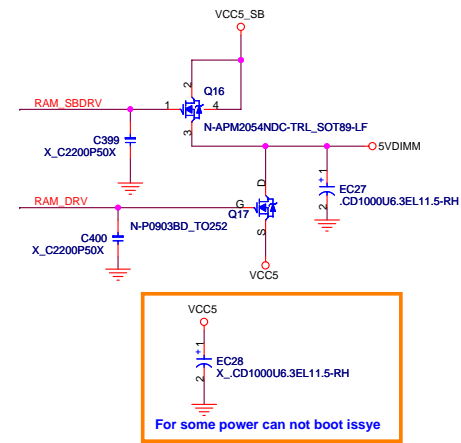 VCC5_SB
2
Q16
RAM_SBDRV
1
4
C399
X_C2200P50X
3
N-APM2054NDC-TRL_SOT89-LF
5VDIMM
D
+
1
EC27
.CD1000U6.3EL11.5-RH
2
RAM_DRV
G
Q17
N-P0903BD_TO252
C400
X_C2200P50X
S
VCC5
VCC5
+
1
EC28
X_.CD1000U6.3EL11.5-RH
2
For some power can not boot issye